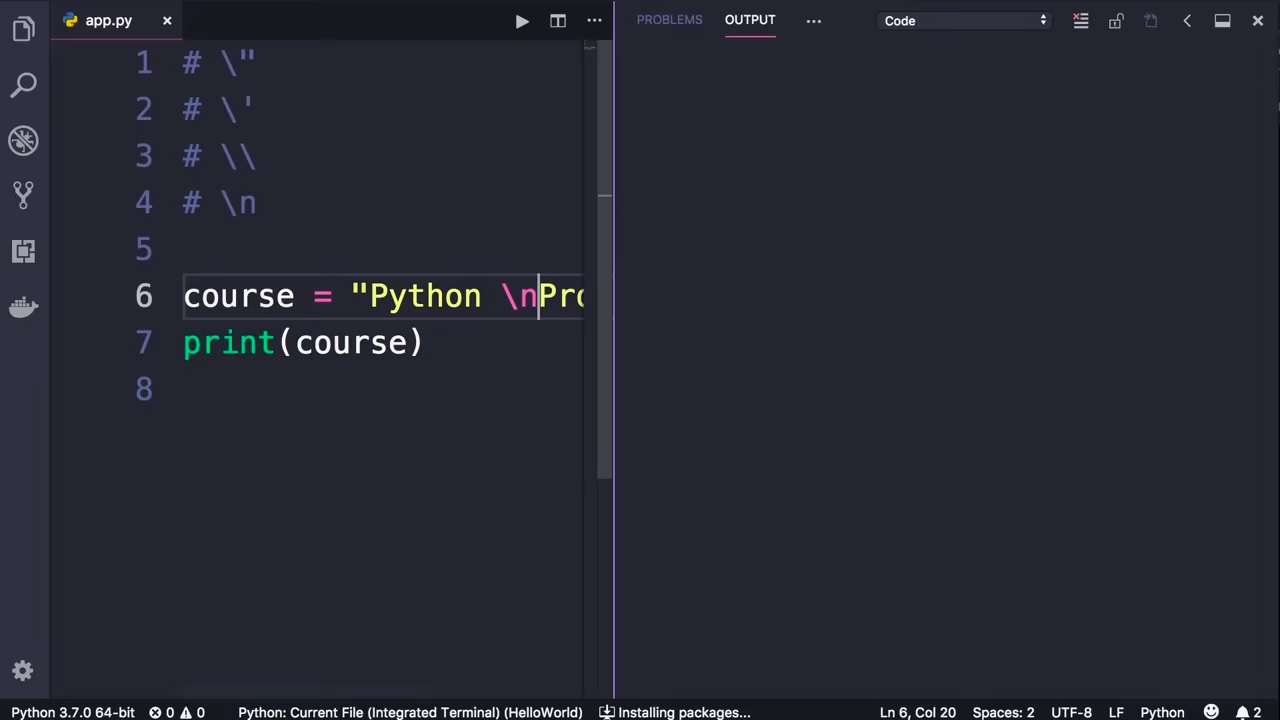 app.py
PROBLEMS OUTPUT Code
1 # \"
2 # \'
3 # \\
4 # \n
5
6 course = "Python \nPro
7 print(course)
8
Python 3.7.0 64-bit 0 0 Python: Current File (Integrated Terminal) (HelloWorld) Installing packages... Ln 6, Col 20 Spaces: 2 UTF-8 LF Python 2